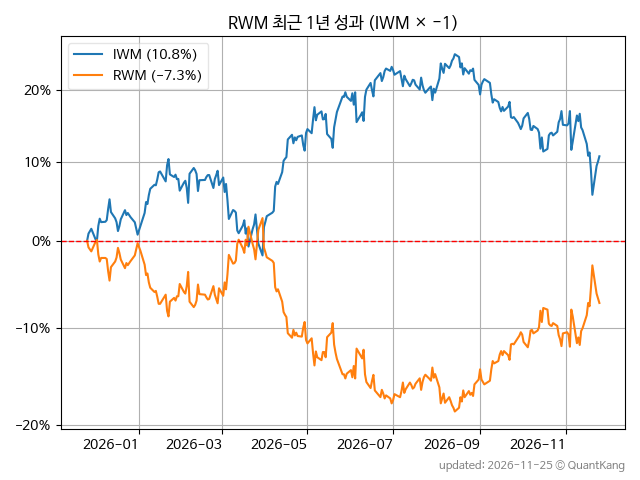 RWM 최근 1년 성과 (IWM × -1)
IWM (10.8%)
RWM (-7.3%)
20%
10%
0%
-10%
-20%
2026-01 2026-03 2026-05 2026-07 2026-09 2026-11
updated: 2026-11-25 © QuantKang